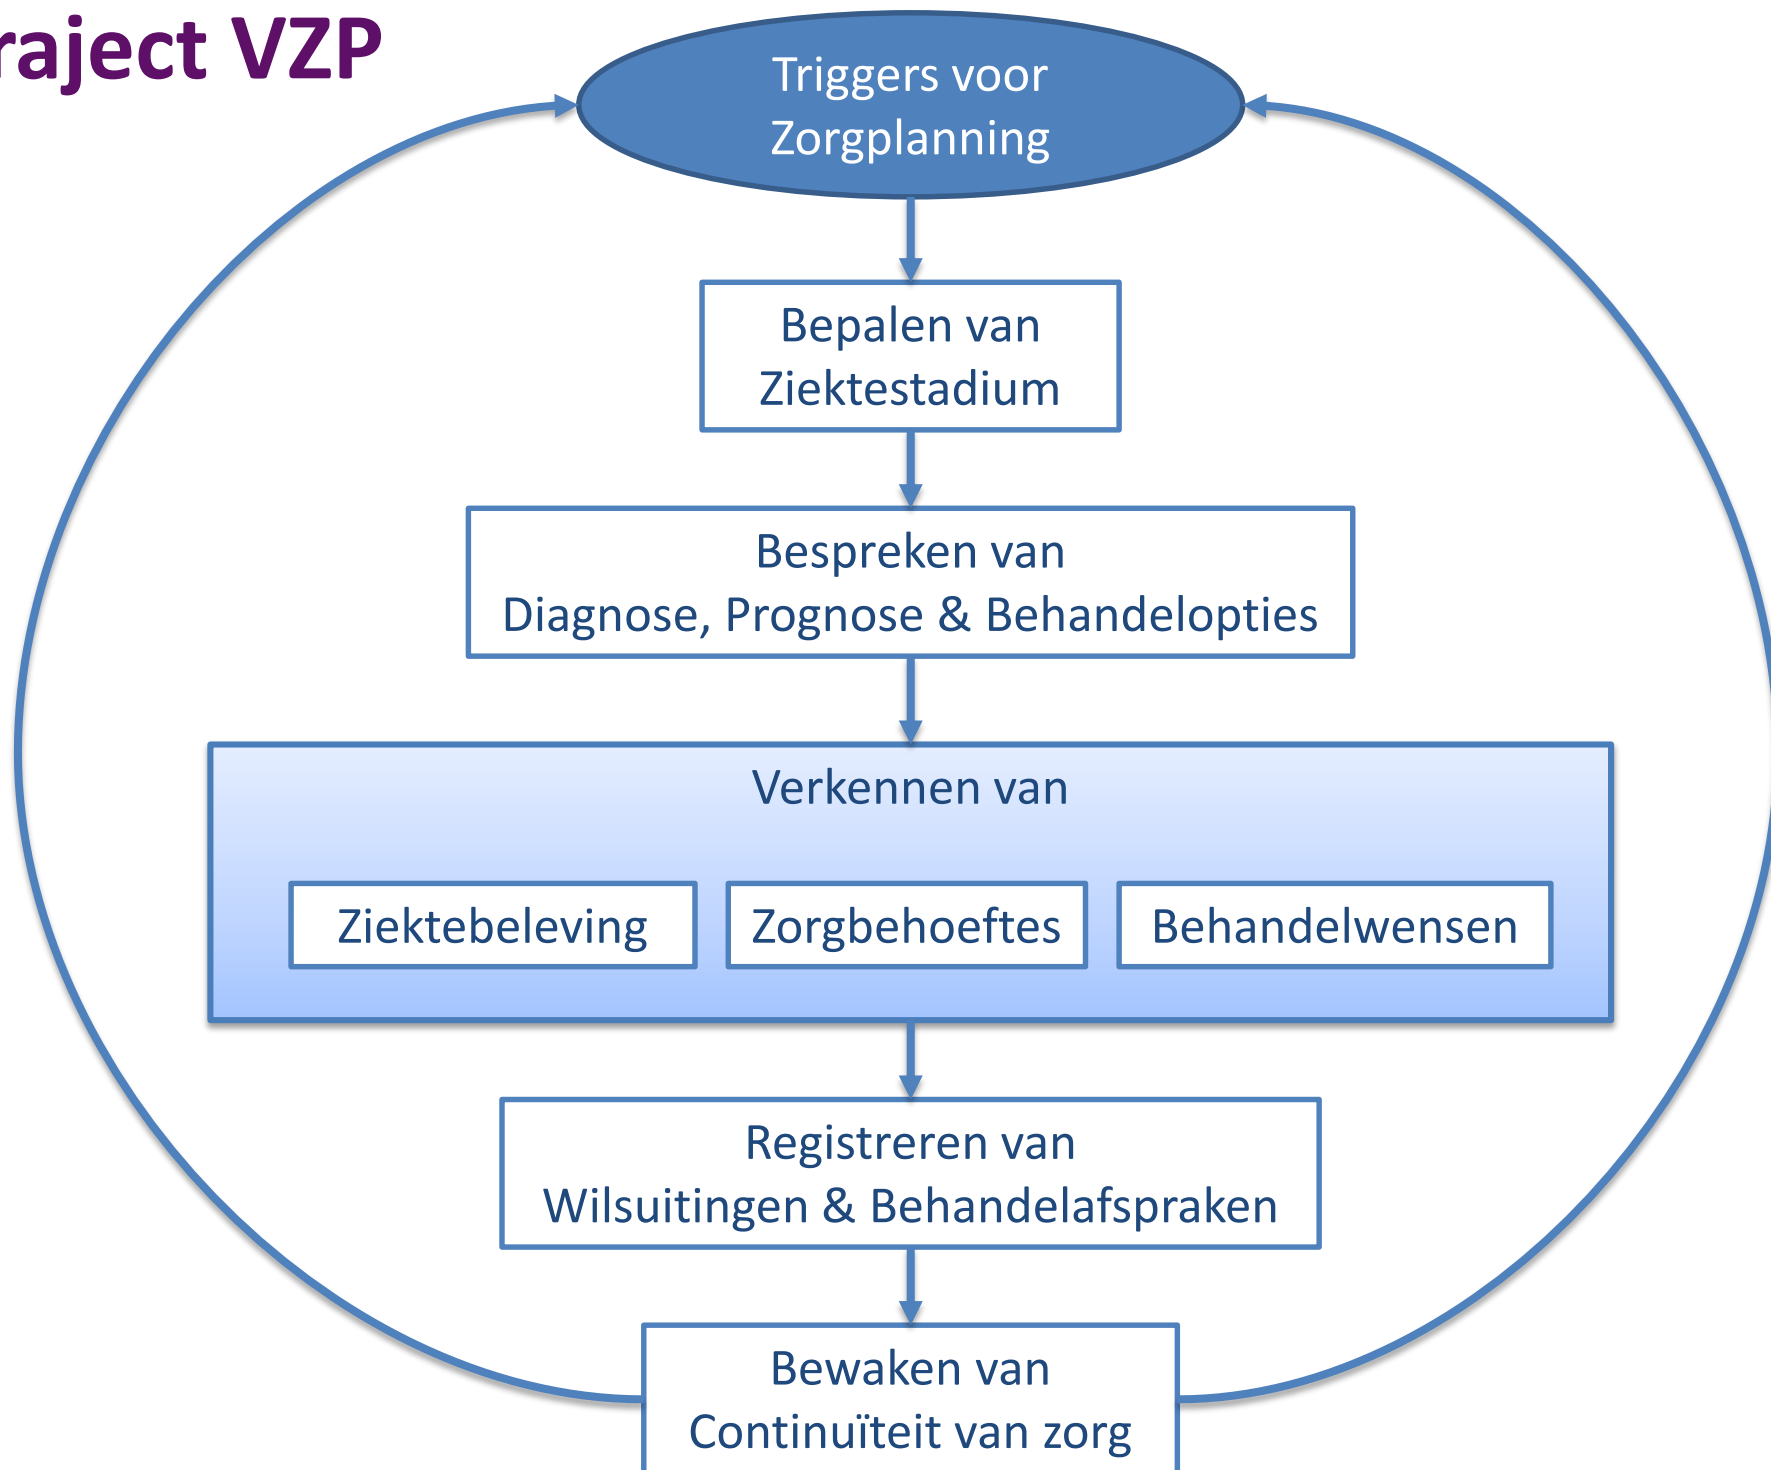 raject VZP
Triggers voor
Zorgplanning
Bepalen van
Ziektestadium
Bespreken van
Diagnose, Prognose & Behandelopties
Verkennen van
Ziektebeleving
Zorgbehoeftes
Behandelwensen
Registreren van
Wilsuitingen & Behandelafspraken
Bewaken van
Continuïteit van zorg